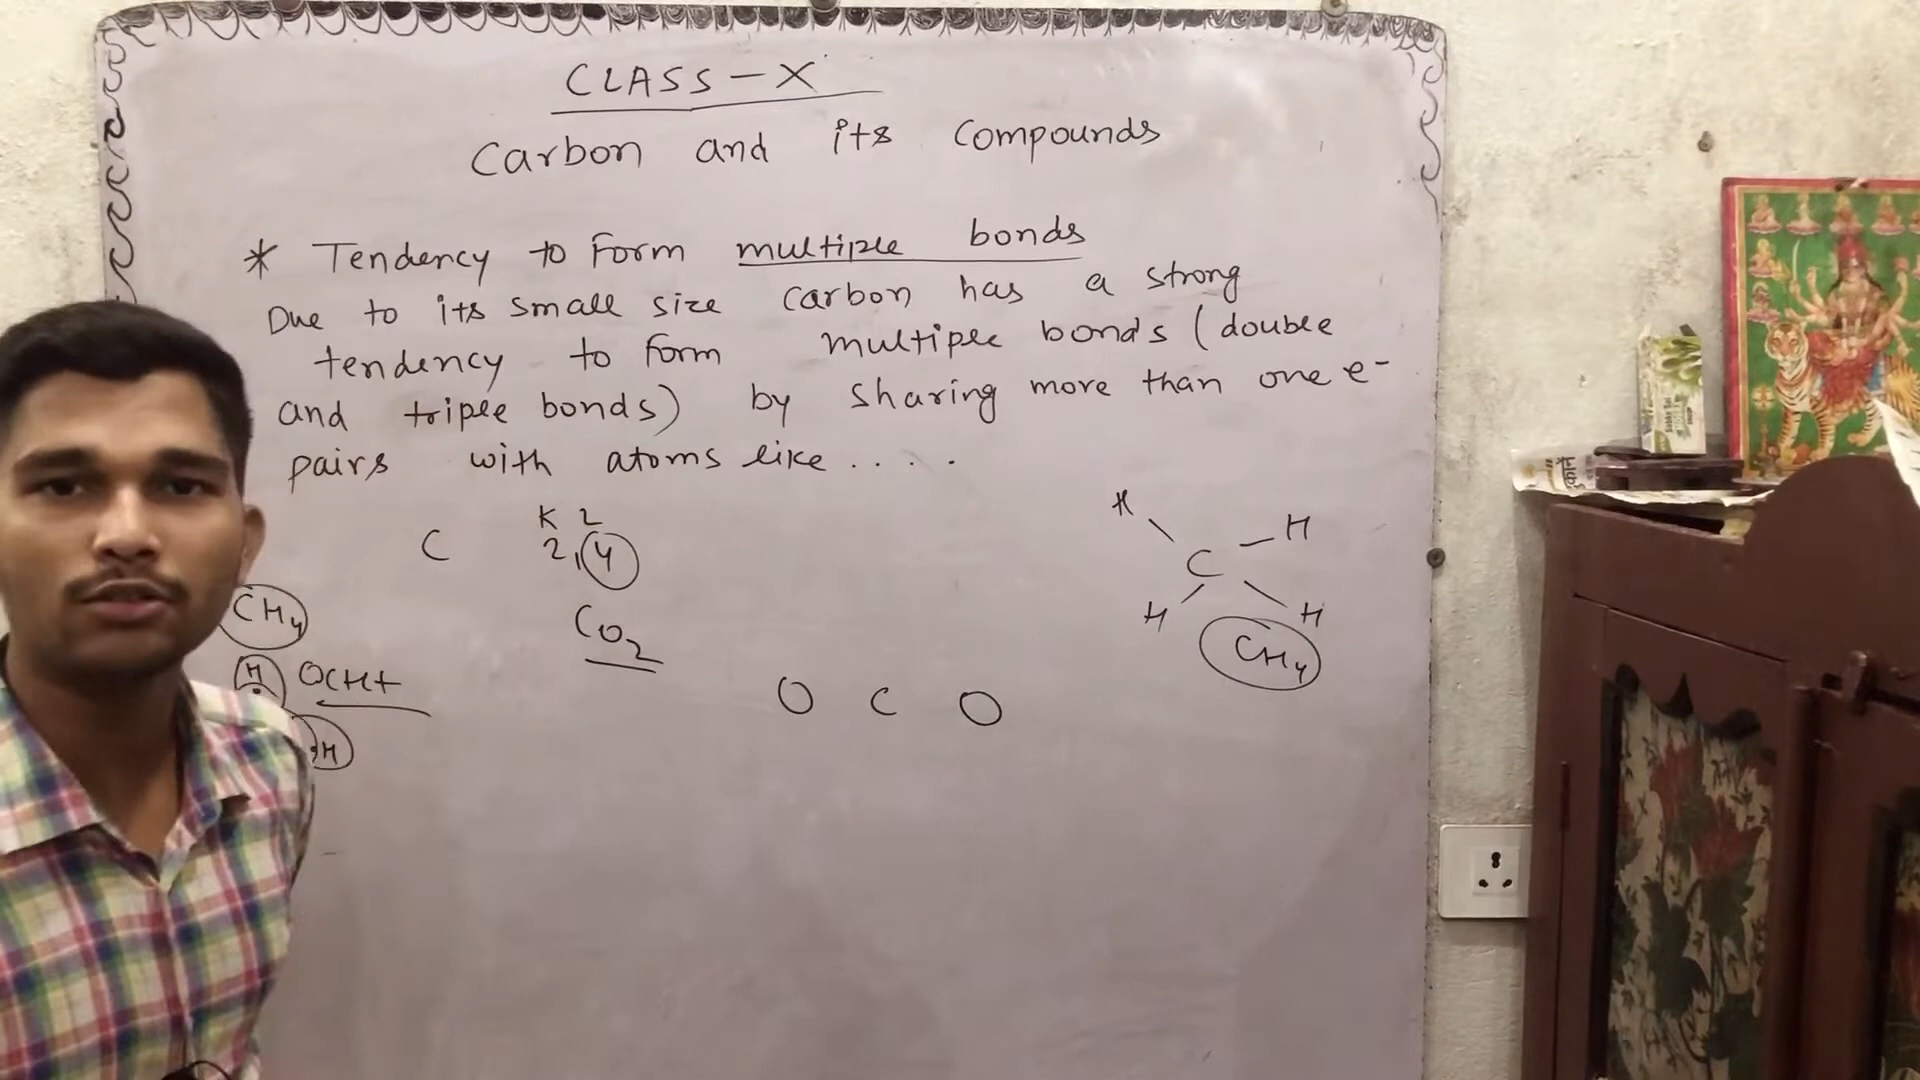 CLASS-X
Carbon and its Compounds
* Tendency to Form multiple bonds
Due to its small size carbon has a strong
tendency to form multiple bonds (double
and triple bonds) by sharing more than one e-
pairs with atoms like ....
K L
C 2,4
H H
C
H H
CH4
CH4
CO2
H
O C O
H